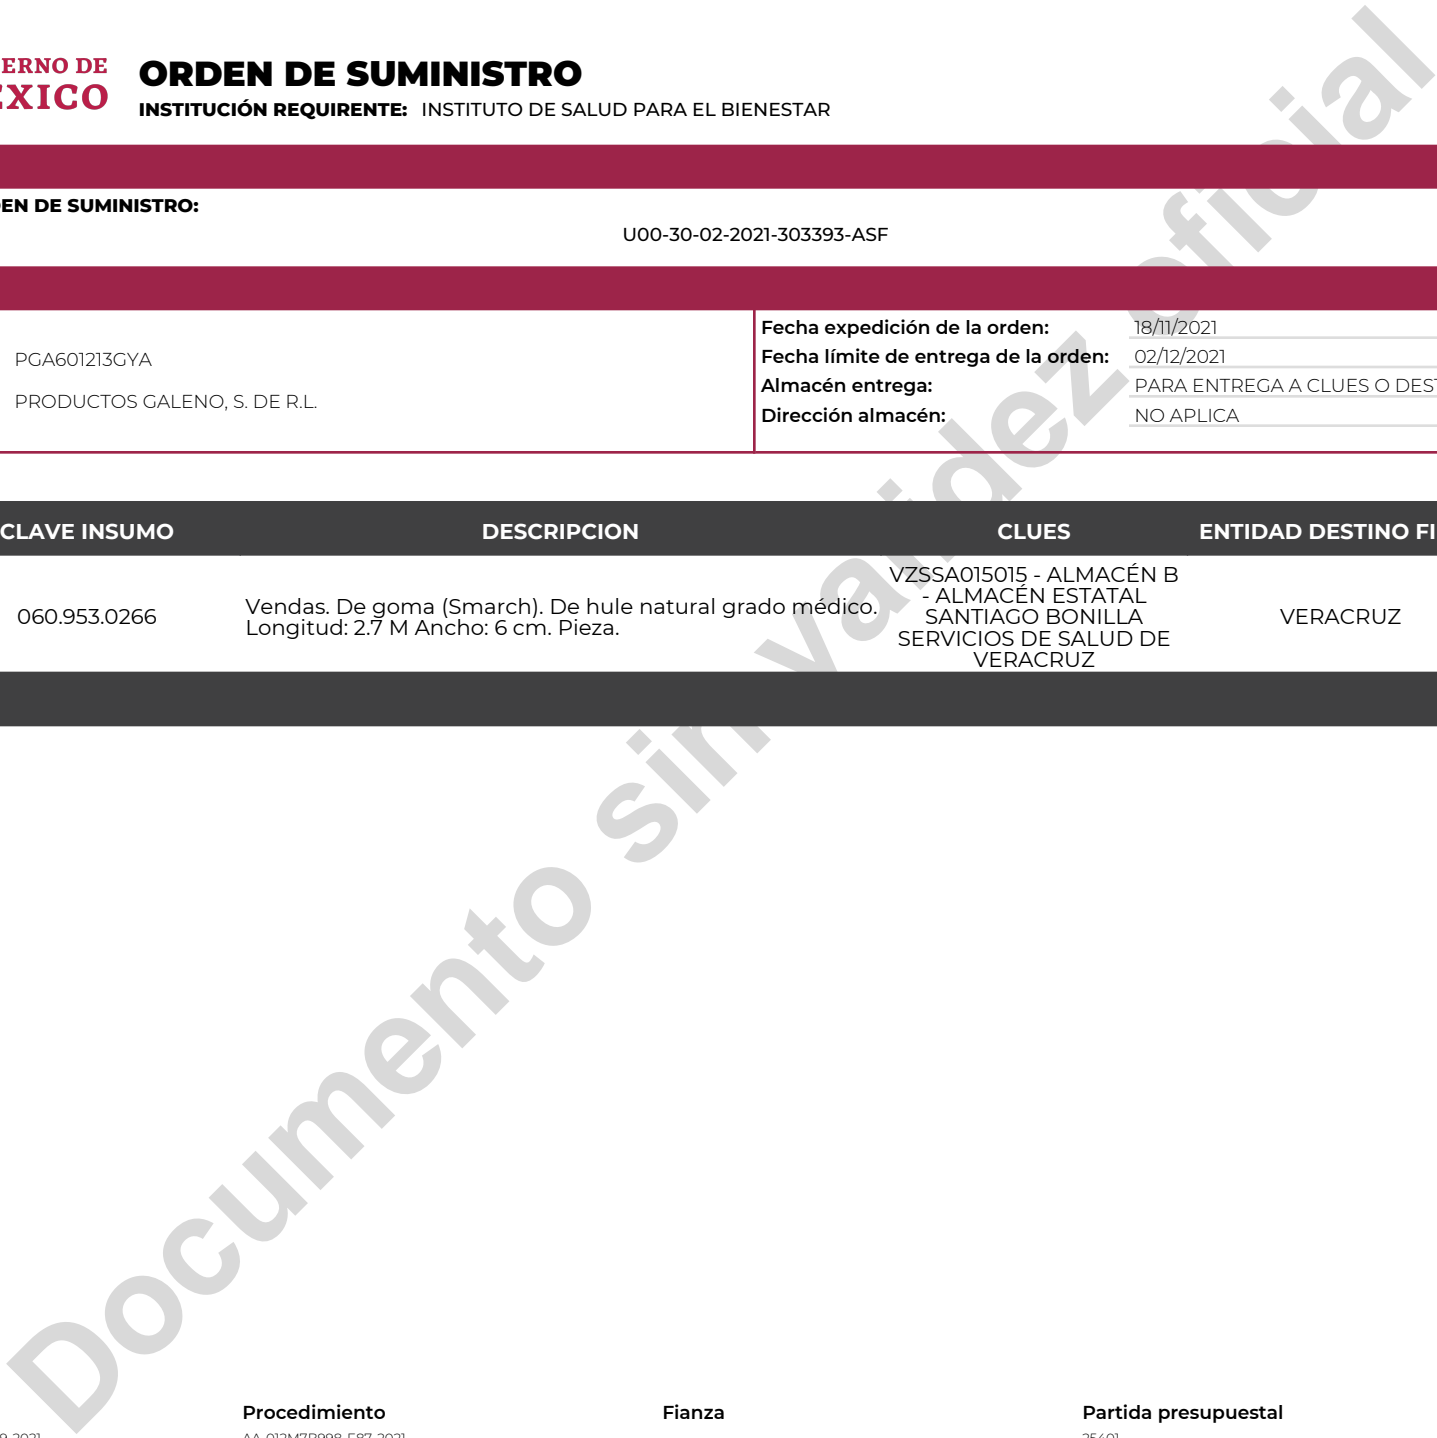 ERNO DE
EXICO
ORDEN DE SUMINISTRO
INSTITUCIÓN REQUIRENTE: INSTITUTO DE SALUD PARA EL BIENESTAR
EN DE SUMINISTRO:
U00-30-02-2021-303393-ASF
PGA601213GYA
PRODUCTOS GALENO, S. DE R.L.
Fecha expedición de la orden: 18/11/2021
Fecha límite de entrega de la orden: 02/12/2021
Almacén entrega: PARA ENTREGA A CLUES O DEST
Dirección almacén: NO APLICA
CLAVE INSUMO DESCRIPCION CLUES ENTIDAD DESTINO FI
060.953.0266
Vendas. De goma (Smarch). De hule natural grado médico.
Longitud: 2.7 M Ancho: 6 cm. Pieza.
VZSSA015015 - ALMACÉN B
- ALMACÉN ESTATAL
SANTIAGO BONILLA
SERVICIOS DE SALUD DE
VERACRUZ
VERACRUZ
Documento sin validez oficial
Procedimiento Fianza Partida presupuestal